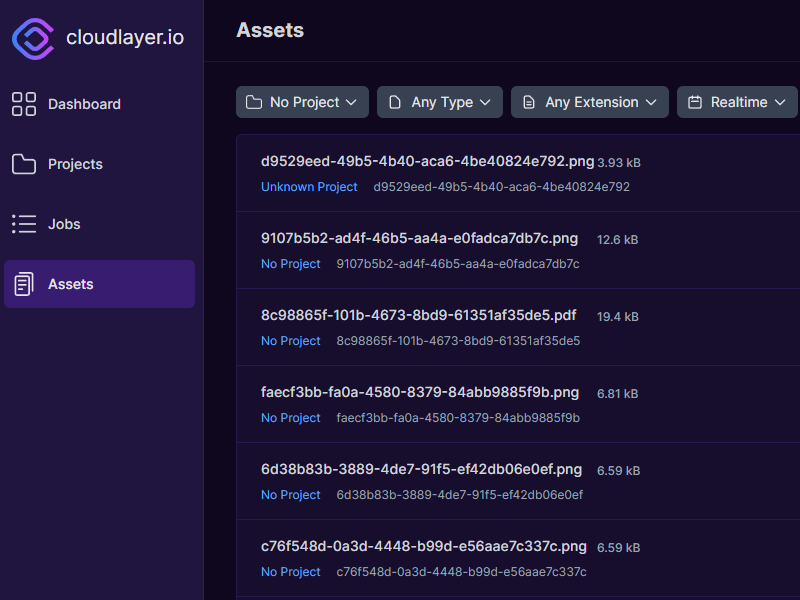 cloudlayer.io
Assets
Dashboard
Projects
Jobs
Assets
No Project Any Type Any Extension Realtime
d9529eed-49b5-4b40-aca6-4be40824e792.png 3.93 kB
Unknown Project d9529eed-49b5-4b40-aca6-4be40824e792
9107b5b2-ad4f-46b5-aa4a-e0fadca7db7c.png 12.6 kB
No Project 9107b5b2-ad4f-46b5-aa4a-e0fadca7db7c
8c98865f-101b-4673-8bd9-61351af35de5.pdf 19.4 kB
No Project 8c98865f-101b-4673-8bd9-61351af35de5
faecf3bb-fa0a-4580-8379-84abb9885f9b.png 6.81 kB
No Project faecf3bb-fa0a-4580-8379-84abb9885f9b
6d38b83b-3889-4de7-91f5-ef42db06e0ef.png 6.59 kB
No Project 6d38b83b-3889-4de7-91f5-ef42db06e0ef
c76f548d-0a3d-4448-b99d-e56aae7c337c.png 6.59 kB
No Project c76f548d-0a3d-4448-b99d-e56aae7c337c